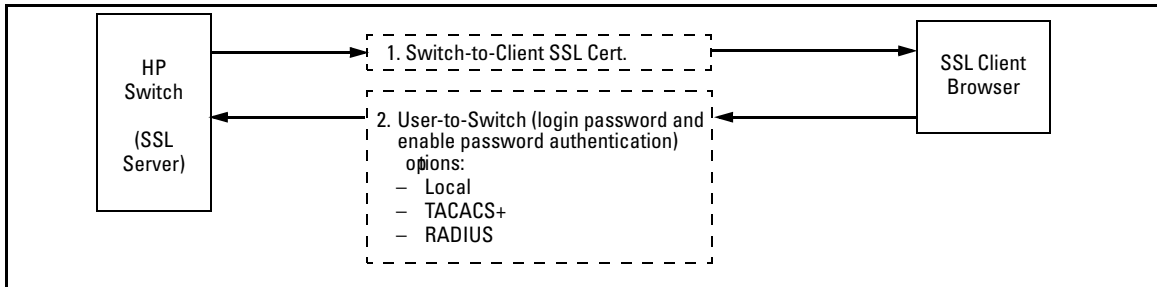 HP
Switch
(SSL
Server)
1. Switch-to-Client SSL Cert.
2. User-to-Switch (login password and
enable password authentication)
options:
– Local
– TACACS+
– RADIUS
SSL Client
Browser